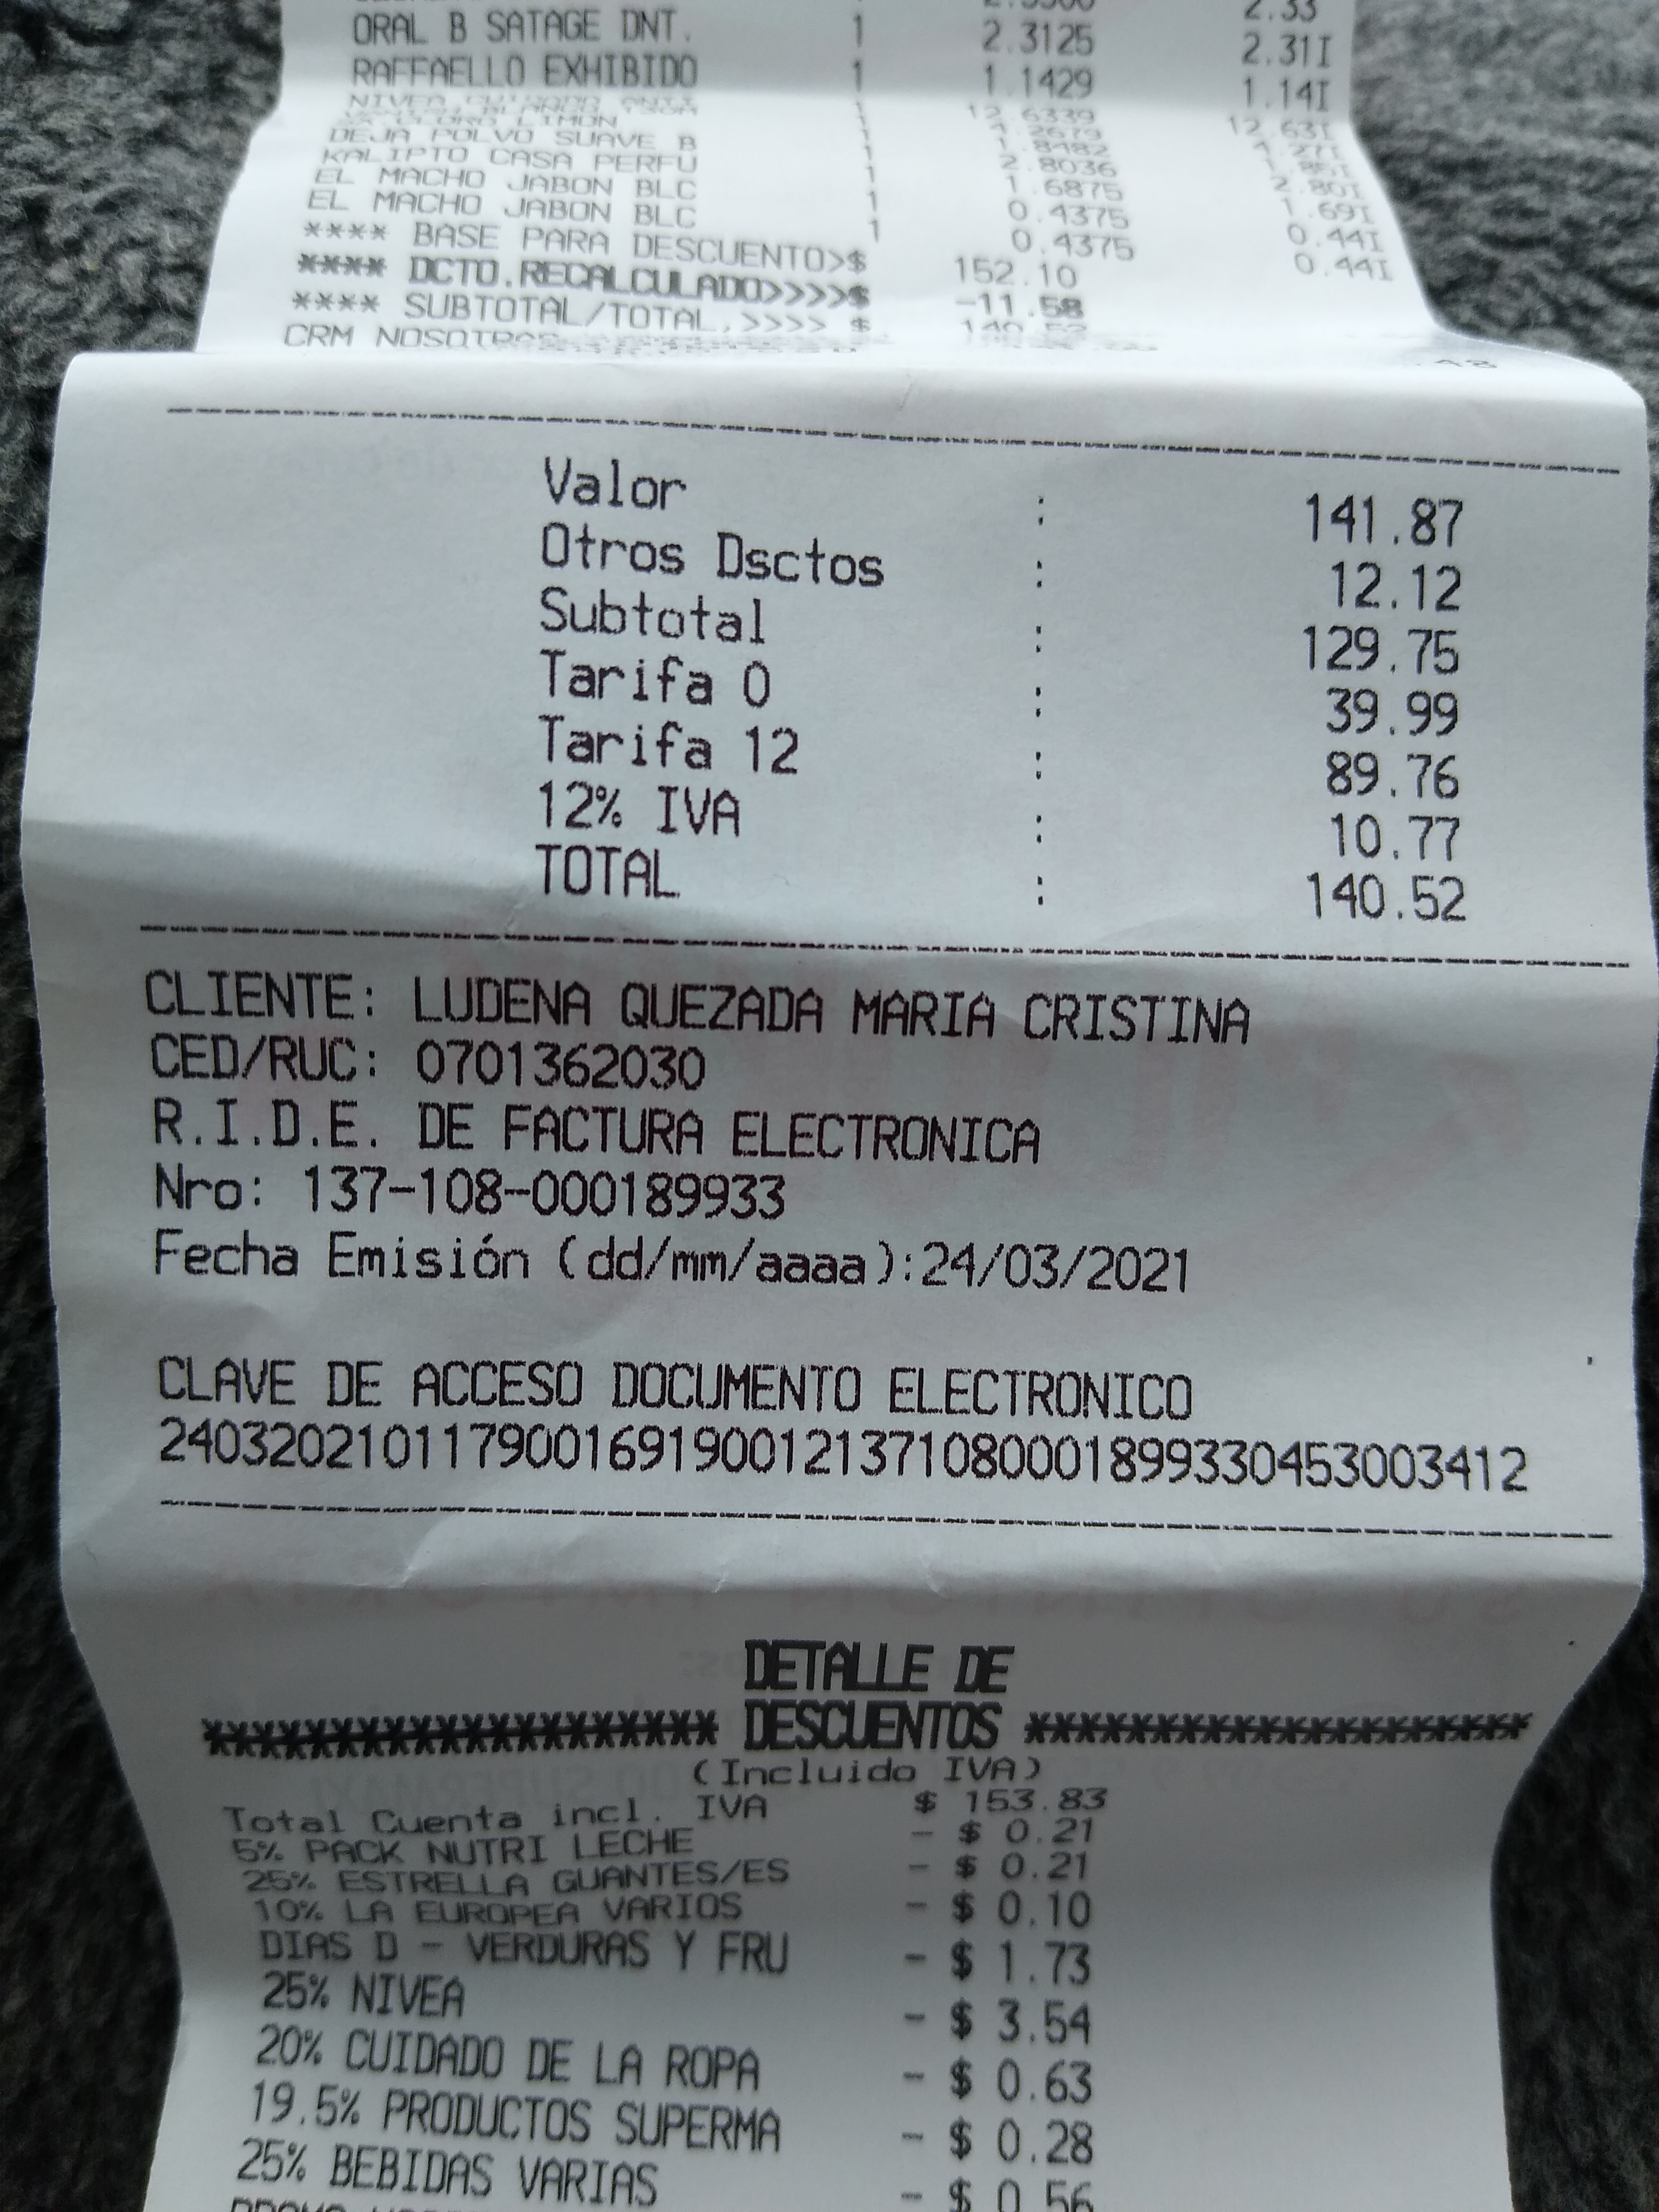 2.33
ORAL B SATAGE DNT. 1 2.3125 2.31I
RAFFAELLO EXHIBIDO 1 1.1429 1.14I
NIVEA CUIDADO 1 12.6339 12.63I
LIMON 1 1.2679 1.27I
DEJA POLVO SUAVE B 1 1.8482 1.85I
KALIPTO CASA PERFU 1 2.8036 2.80I
EL MACHO JABON BLC 1.6875 1.69I
EL MACHO JABON BLC 1 0.4375 0.44I
1 0.4375 0.44I
**** BASE PARA DESCUENTO>$ 152.10
**** DCTO.RECALCULADO>>>>$ -11.58
**** SUBTOTAL/TOTAL.>>>> $ 140.52
CRM NOSOTRAS
Valor : 141.87
Otros Dsctos : 12.12
Subtotal : 129.75
Tarifa 0 : 39.99
Tarifa 12 : 89.76
12% IVA : 10.77
TOTAL : 140.52
CLIENTE: LUDENA QUEZADA MARIA CRISTINA
CED/RUC: 0701362030
R.I.D.E. DE FACTURA ELECTRONICA
Nro: 137-108-000189933
Fecha Emisión (dd/mm/aaaa):24/03/2021
CLAVE DE ACCESO DOCUMENTO ELECTRONICO
2403202101179001691900121371080001899330453003412
DETALLE DE
******************** DESCUENTOS ********************
(Incluido IVA)
Total Cuenta incl. IVA $ 153.83
5% PACK NUTRI LECHE - $ 0.21
25% ESTRELLA GUANTES/ES - $ 0.21
10% LA EUROPEA VARIOS - $ 0.10
DIAS D - VERDURAS Y FRU - $ 1.73
25% NIVEA - $ 3.54
20% CUIDADO DE LA ROPA - $ 0.63
19.5% PRODUCTOS SUPERMA - $ 0.28
25% BEBIDAS VARIAS - $ 0.56